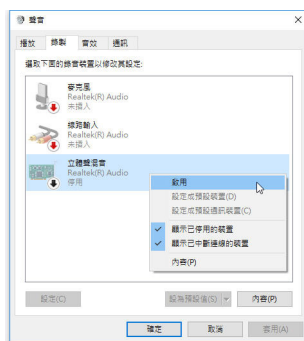 聲音
播放 錄製 音效 通訊
選取下面的錄音裝置以修改其設定:
麥克風
Realtek(R) Audio
未插入
線路輸入
Realtek(R) Audio
未插入
立體聲混音
Realtek(R) Audio
停用
啟用
設定成預設裝置(D)
設定成預設通訊裝置(C)
顯示已停用的裝置
顯示已中斷連線的裝置
內容(P)
設定(C) 設為預設值(S) 內容(P)
確定 取消 套用(A)